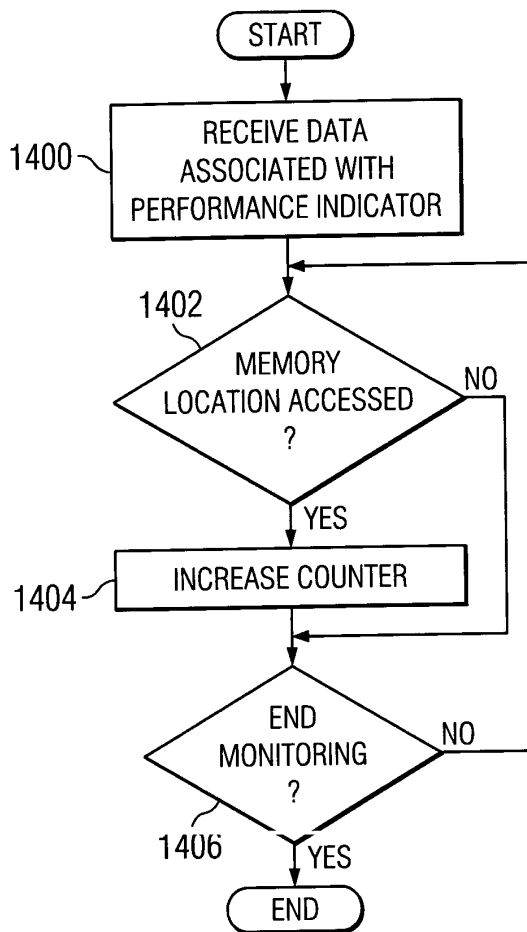 START
1400
RECEIVE DATA
ASSOCIATED WITH
PERFORMANCE INDICATOR
1402
MEMORY
LOCATION ACCESSED
?
NO
YES
1404
INCREASE COUNTER
END
MONITORING
?
NO
1406
YES
END